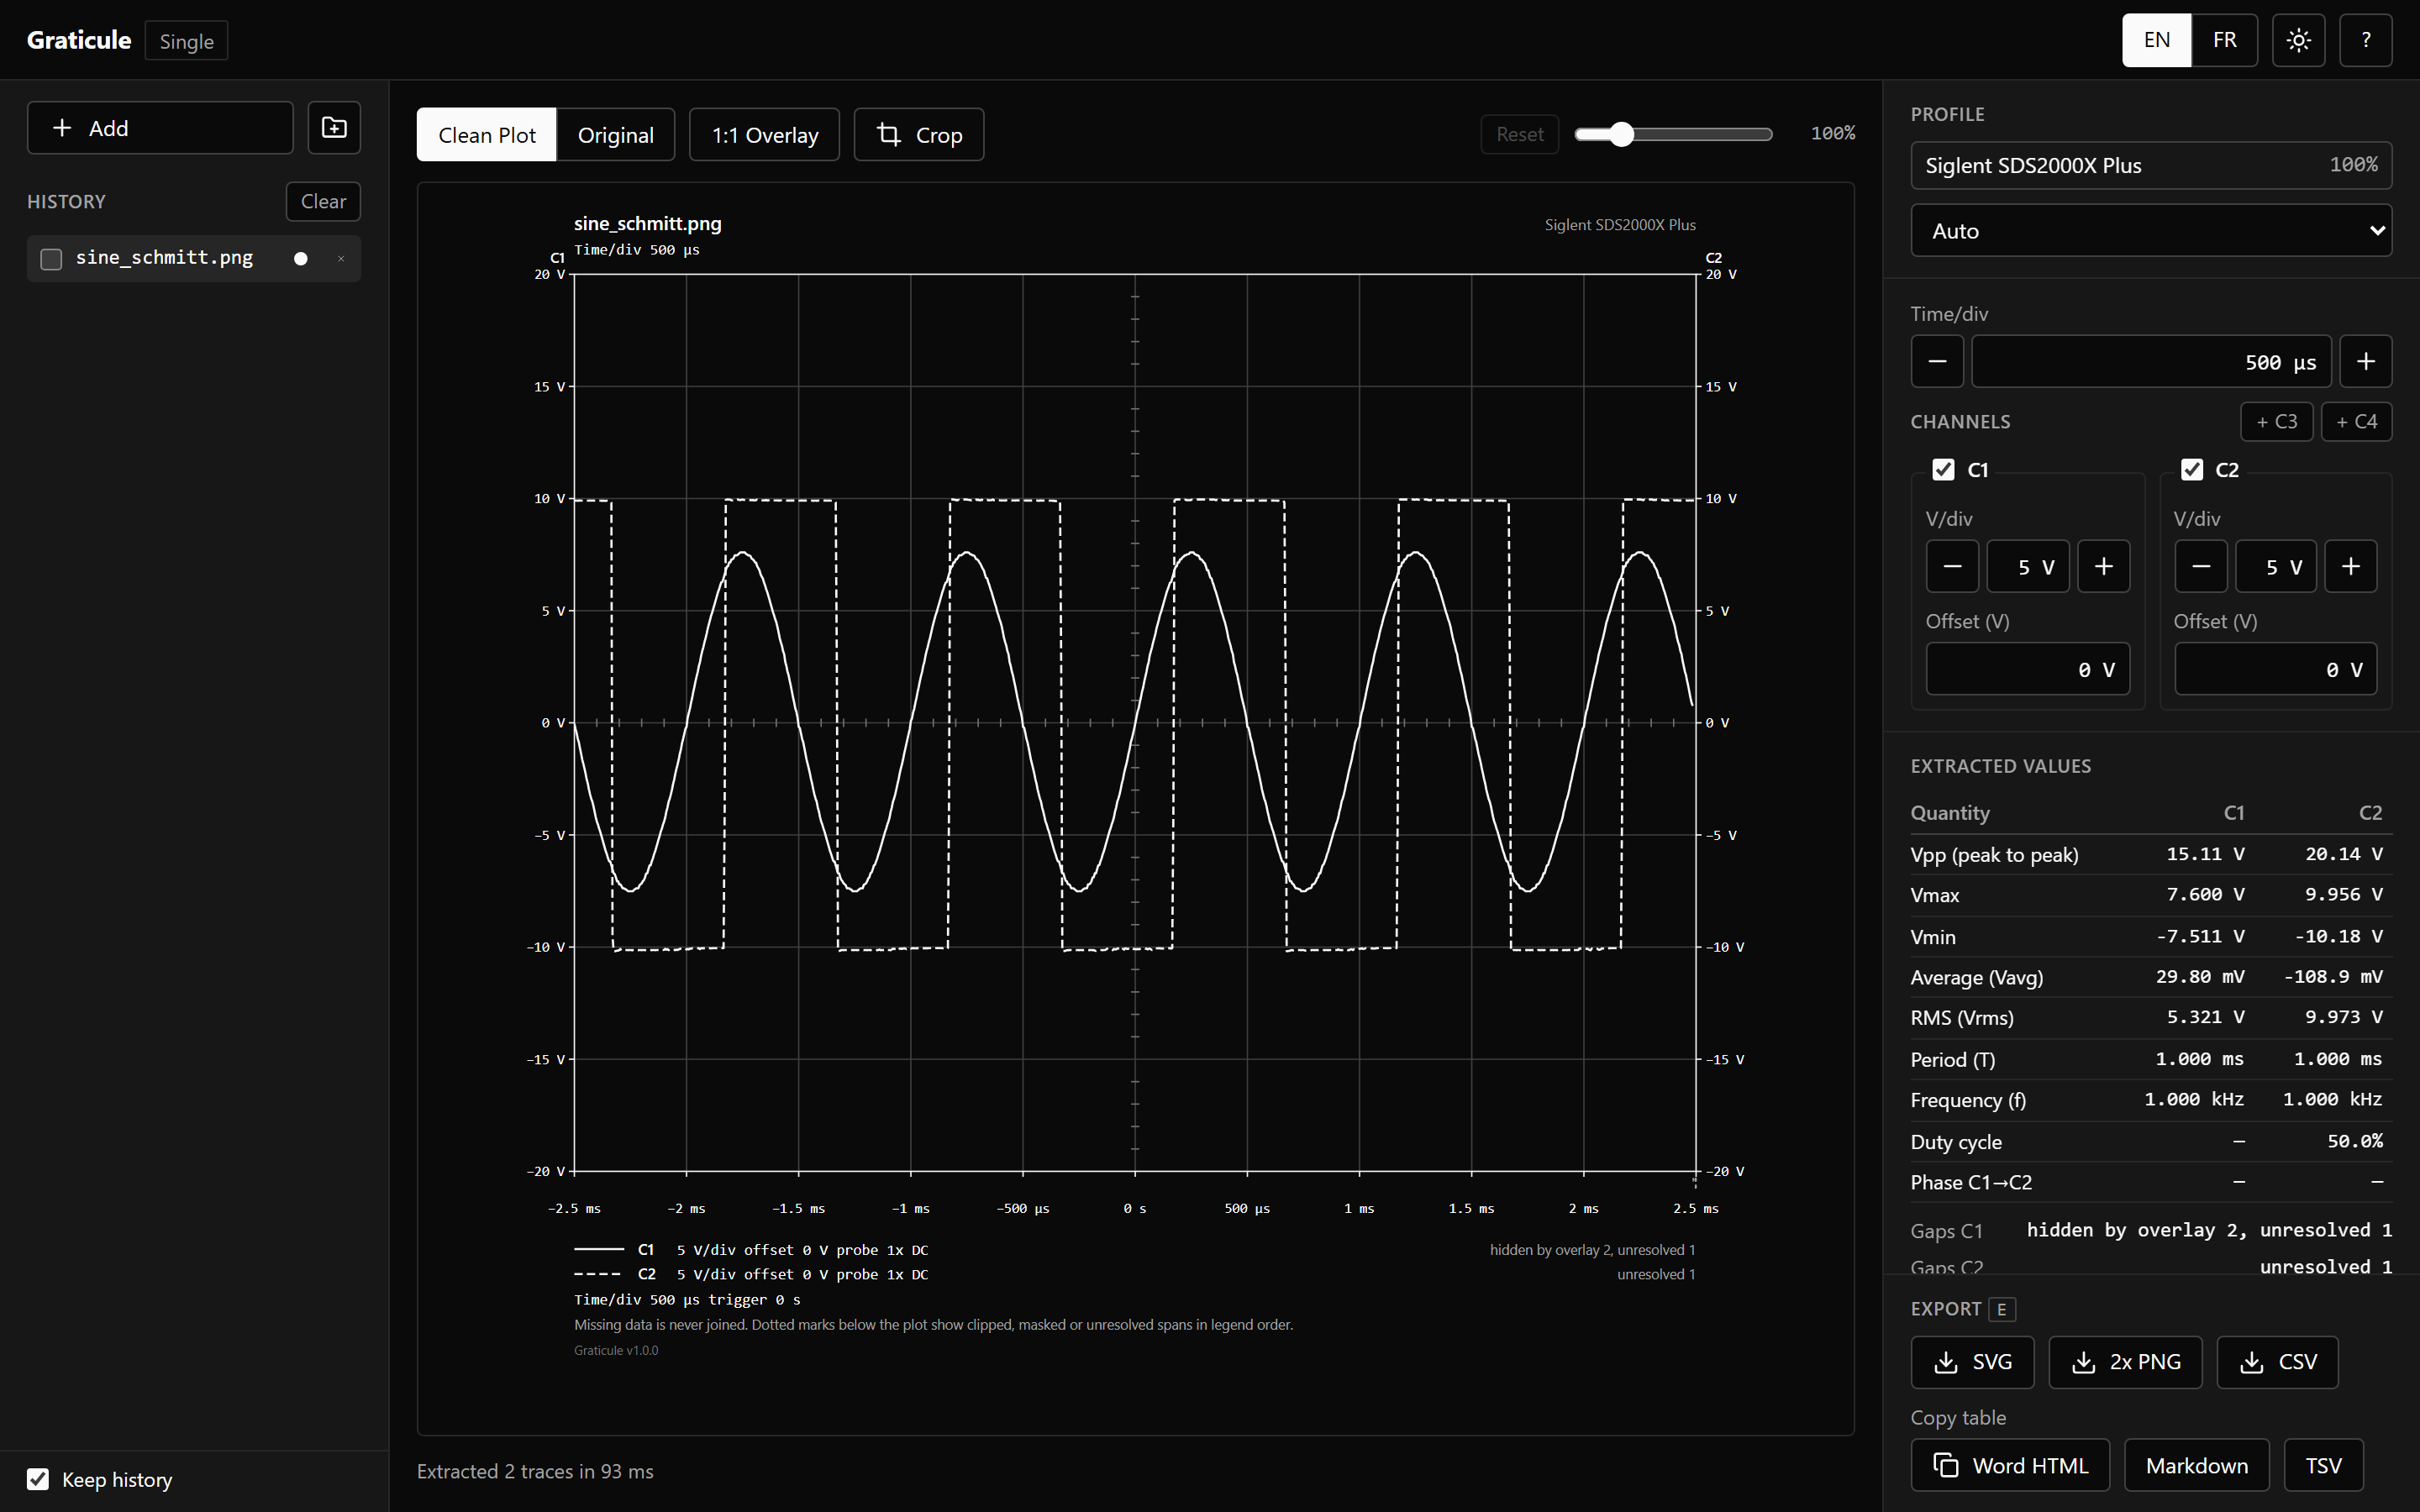 Graticule Single EN FR ?
Add
HISTORY Clear
sine_schmitt.png ×
Keep history
Clean Plot Original 1:1 Overlay Crop Reset 100%
sine_schmitt.png Siglent SDS2000X Plus
Time/div 500 µs
C1 C2
20 V 20 V
15 V 15 V
10 V 10 V
5 V 5 V
0 V 0 V
−5 V −5 V
−10 V −10 V
−15 V −15 V
−20 V −20 V
−2.5 ms −2 ms −1.5 ms −1 ms −500 µs 0 s 500 µs 1 ms 1.5 ms 2 ms 2.5 ms
C1 5 V/div offset 0 V probe 1x DC hidden by overlay 2, unresolved 1
C2 5 V/div offset 0 V probe 1x DC unresolved 1
Time/div 500 µs trigger 0 s
Missing data is never joined. Dotted marks below the plot show clipped, masked or unresolved spans in legend order.
Graticule v1.0.0
Extracted 2 traces in 93 ms
PROFILE
Siglent SDS2000X Plus 100%
Auto
Time/div
− 500 µs +
CHANNELS + C3 + C4
C1 C2
V/div V/div
− 5 V + − 5 V +
Offset (V) Offset (V)
0 V 0 V
EXTRACTED VALUES
Quantity C1 C2
Vpp (peak to peak) 15.11 V 20.14 V
Vmax 7.600 V 9.956 V
Vmin -7.511 V -10.18 V
Average (Vavg) 29.80 mV -108.9 mV
RMS (Vrms) 5.321 V 9.973 V
Period (T) 1.000 ms 1.000 ms
Frequency (f) 1.000 kHz 1.000 kHz
Duty cycle — 50.0%
Phase C1→C2 — —
Gaps C1 hidden by overlay 2, unresolved 1
Gaps C2 unresolved 1
EXPORT E
SVG 2x PNG CSV
Copy table
Word HTML Markdown TSV